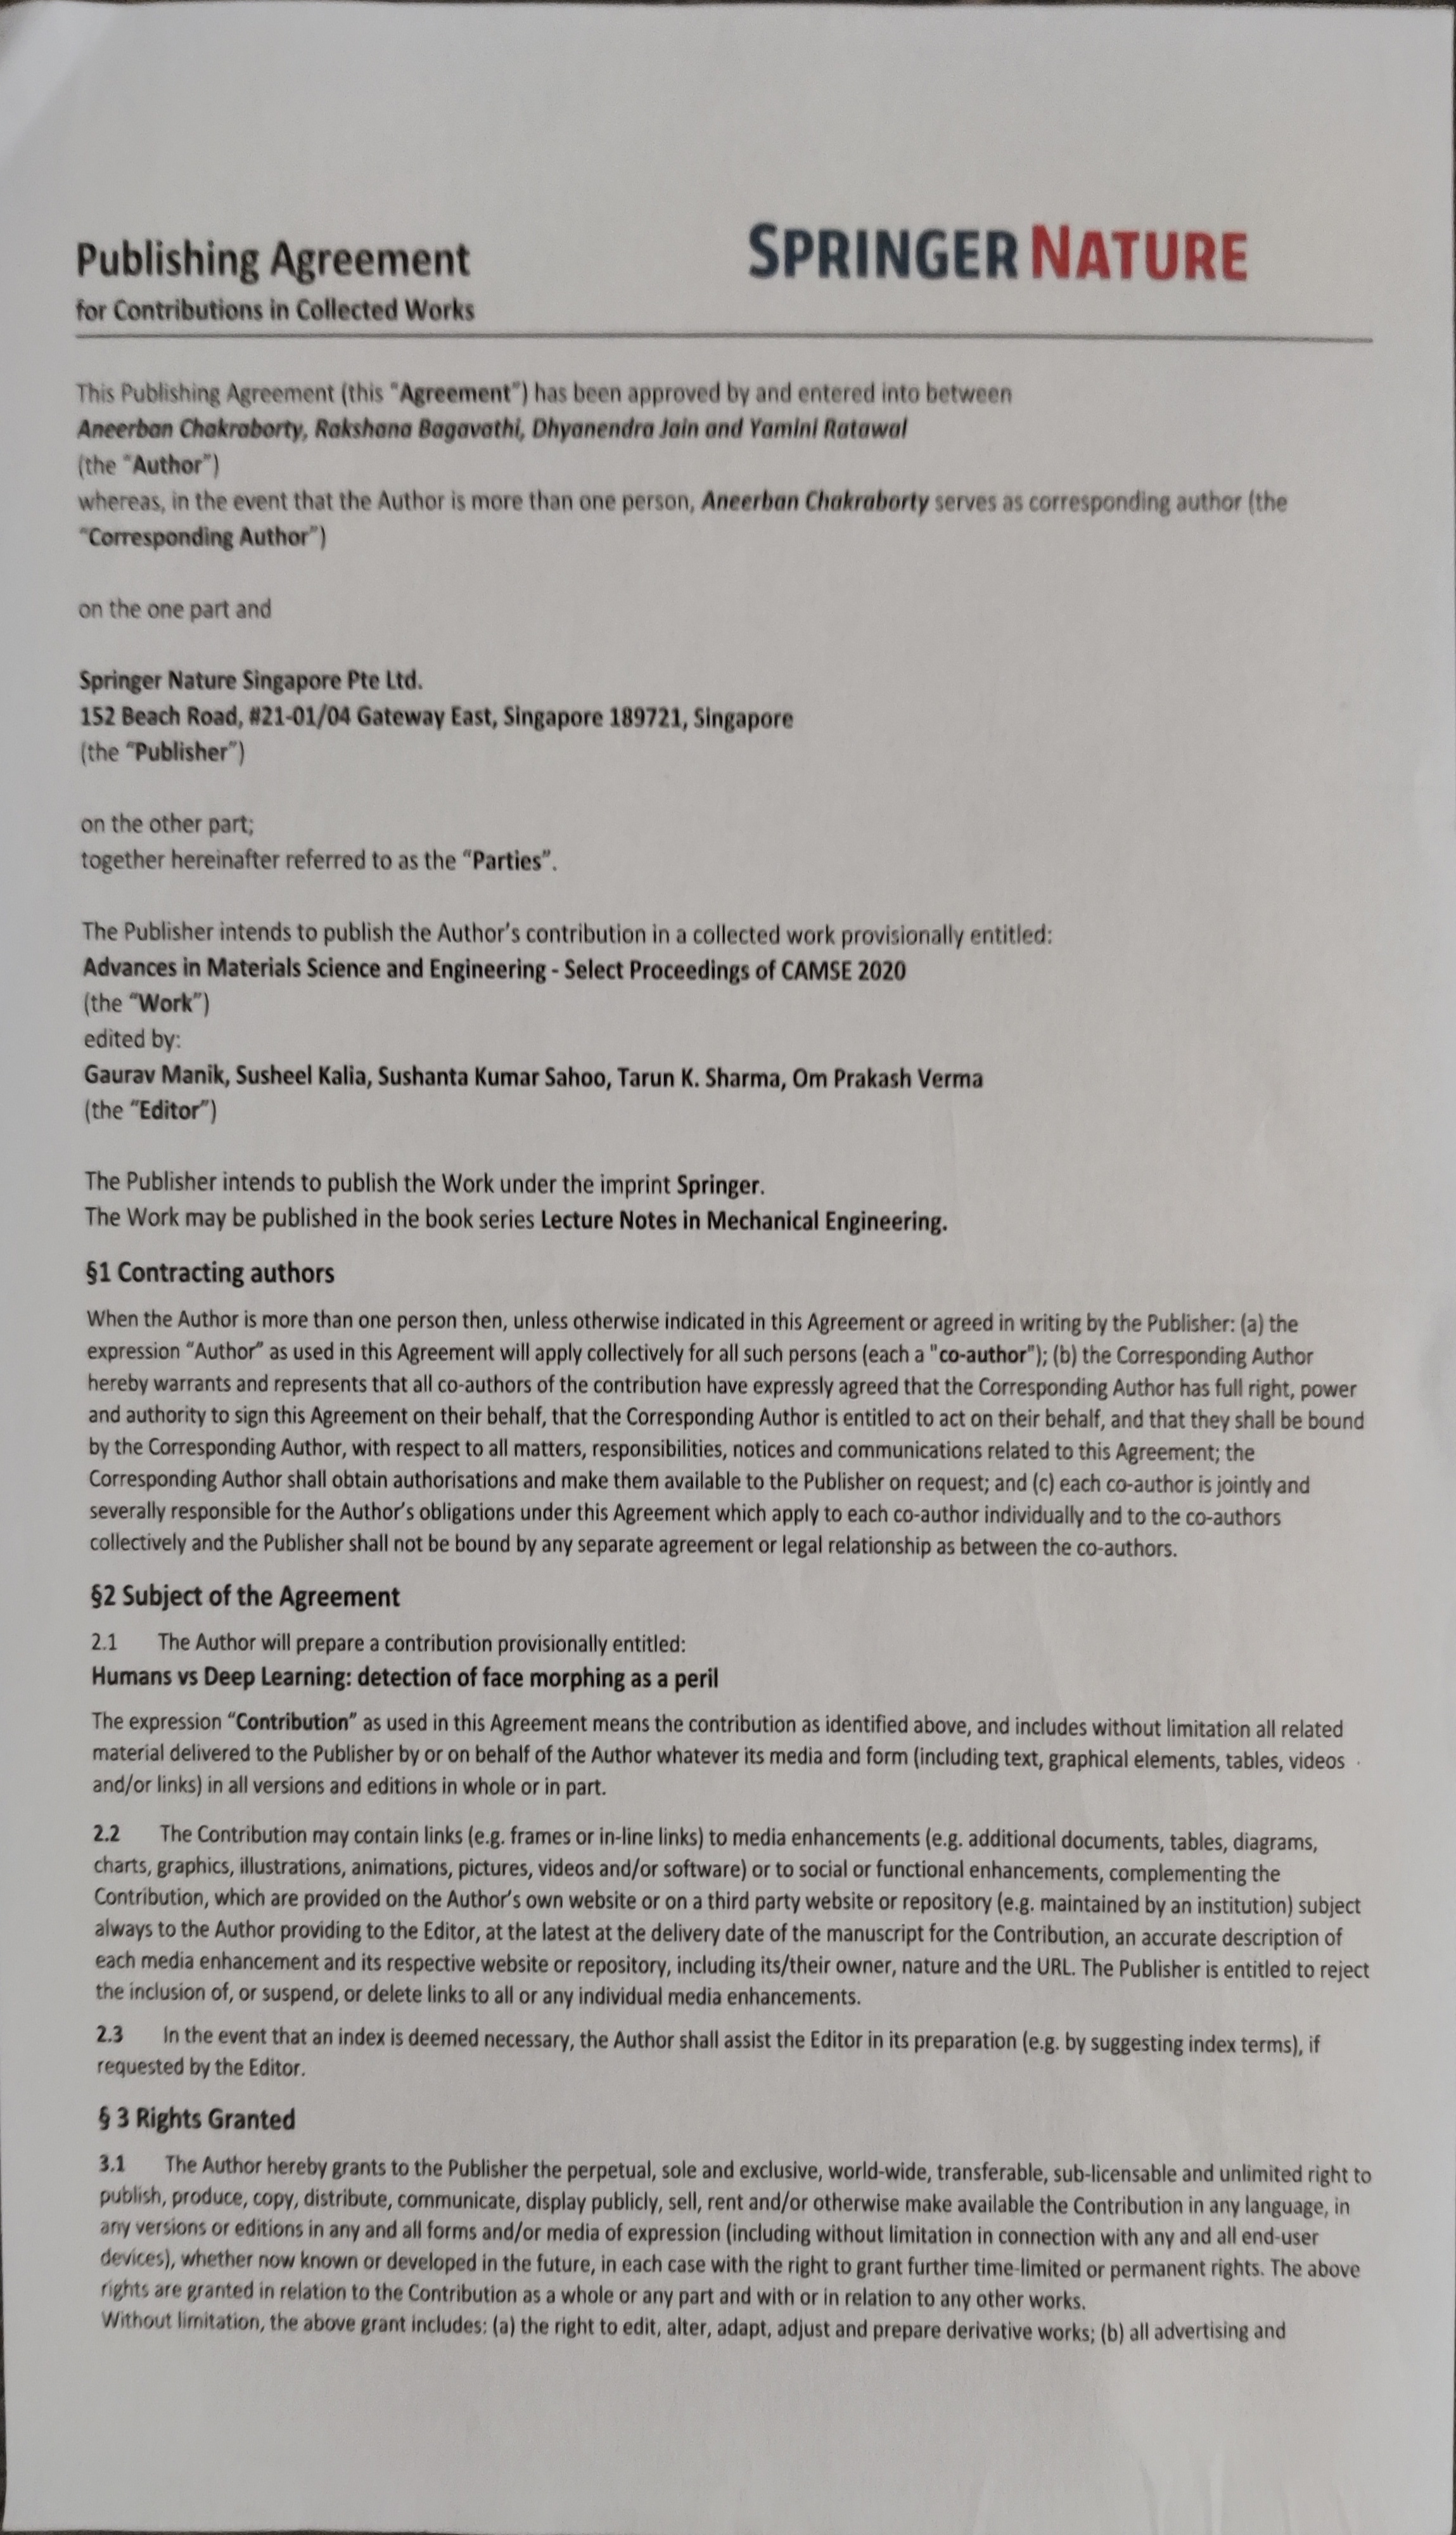 Publishing Agreement
for Contributions in Collected Works
SPRINGER NATURE
This Publishing Agreement (this "Agreement") has been approved by and entered into between
Aneerban Chakraborty, Rakshana Bagavathi, Dhyanendra Jain and Yamini Ratawal
(the "Author")
whereas, in the event that the Author is more than one person, Aneerban Chakraborty serves as corresponding author (the
"Corresponding Author")
on the one part and
Springer Nature Singapore Pte Ltd.
152 Beach Road, #21-01/04 Gateway East, Singapore 189721, Singapore
(the "Publisher")
on the other part;
together hereinafter referred to as the "Parties".
The Publisher intends to publish the Author's contribution in a collected work provisionally entitled:
Advances in Materials Science and Engineering - Select Proceedings of CAMSE 2020
(the "Work")
edited by:
Gaurav Manik, Susheel Kalia, Sushanta Kumar Sahoo, Tarun K. Sharma, Om Prakash Verma
(the "Editor")
The Publisher intends to publish the Work under the imprint Springer.
The Work may be published in the book series Lecture Notes in Mechanical Engineering.
§1 Contracting authors
When the Author is more than one person then, unless otherwise indicated in this Agreement or agreed in writing by the Publisher: (a) the
expression "Author" as used in this Agreement will apply collectively for all such persons (each a "co-author"); (b) the Corresponding Author
hereby warrants and represents that all co-authors of the contribution have expressly agreed that the Corresponding Author has full right, power
and authority to sign this Agreement on their behalf, that the Corresponding Author is entitled to act on their behalf, and that they shall be bound
by the Corresponding Author, with respect to all matters, responsibilities, notices and communications related to this Agreement; the
Corresponding Author shall obtain authorisations and make them available to the Publisher on request; and (c) each co-author is jointly and
severally responsible for the Author's obligations under this Agreement which apply to each co-author individually and to the co-authors
collectively and the Publisher shall not be bound by any separate agreement or legal relationship as between the co-authors.
§2 Subject of the Agreement
2.1 The Author will prepare a contribution provisionally entitled:
Humans vs Deep Learning: detection of face morphing as a peril
The expression "Contribution" as used in this Agreement means the contribution as identified above, and includes without limitation all related
material delivered to the Publisher by or on behalf of the Author whatever its media and form (including text, graphical elements, tables, videos
and/or links) in all versions and editions in whole or in part.
2.2 The Contribution may contain links (e.g. frames or in-line links) to media enhancements (e.g. additional documents, tables, diagrams,
charts, graphics, illustrations, animations, pictures, videos and/or software) or to social or functional enhancements, complementing the
Contribution, which are provided on the Author's own website or on a third party website or repository (e.g. maintained by an institution) subject
always to the Author providing to the Editor, at the latest at the delivery date of the manuscript for the Contribution, an accurate description of
each media enhancement and its respective website or repository, including its/their owner, nature and the URL. The Publisher is entitled to reject
the inclusion of, or suspend, or delete links to all or any individual media enhancements.
2.3 In the event that an index is deemed necessary, the Author shall assist the Editor in its preparation (e.g. by suggesting index terms), if
requested by the Editor.
§ 3 Rights Granted
3.1 The Author hereby grants to the Publisher the perpetual, sole and exclusive, world-wide, transferable, sub-licensable and unlimited right to
publish, produce, copy, distribute, communicate, display publicly, sell, rent and/or otherwise make available the Contribution in any language, in
any versions or editions in any and all forms and/or media of expression (including without limitation in connection with any and all end-user
devices), whether now known or developed in the future, in each case with the right to grant further time-limited or permanent rights. The above
rights are granted in relation to the Contribution as a whole or any part and with or in relation to any other works.
Without limitation, the above grant includes: (a) the right to edit, alter, adapt, adjust and prepare derivative works; (b) all advertising and